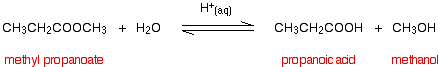 H+(aq)
CH3CH2COOCH3 + H2O ⇌ CH3CH2COOH + CH3OH
methyl propanoate propanoic acid methanol